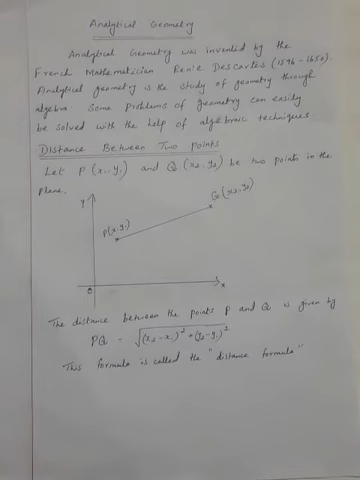 Analytical Geometry
Analytical Geometry was invented by the
French Mathematician Renie Descartes (1596 - 1650).
Analytical geometry is the study of geometry through
algebra. Some problems of geometry can easily
be solved with the help of algebraic techniques.
Distance Between Two points
Let P (x₁, y₁) and Q (x₂, y₂) be two points in the
plane.
y
Q (x₂, y₂)
P(x₁, y₁)
0
x
The distance between the points P and Q is given by
PQ = √(x₂ - x₁)² + (y₂ - y₁)²
This formula is called the "distance formula"